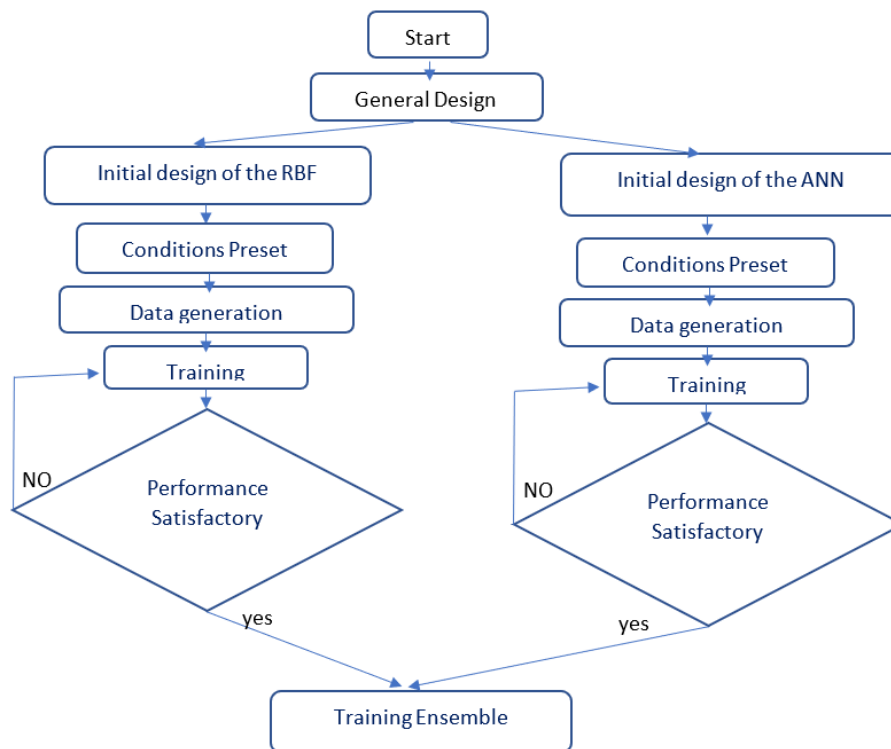 Start
General Design
Initial design of the RBF
Conditions Preset
Data generation
Training
NO
Performance
Satisfactory
yes
Initial design of the ANN
Conditions Preset
Data generation
Training
NO
Performance
Satisfactory
yes
Training Ensemble